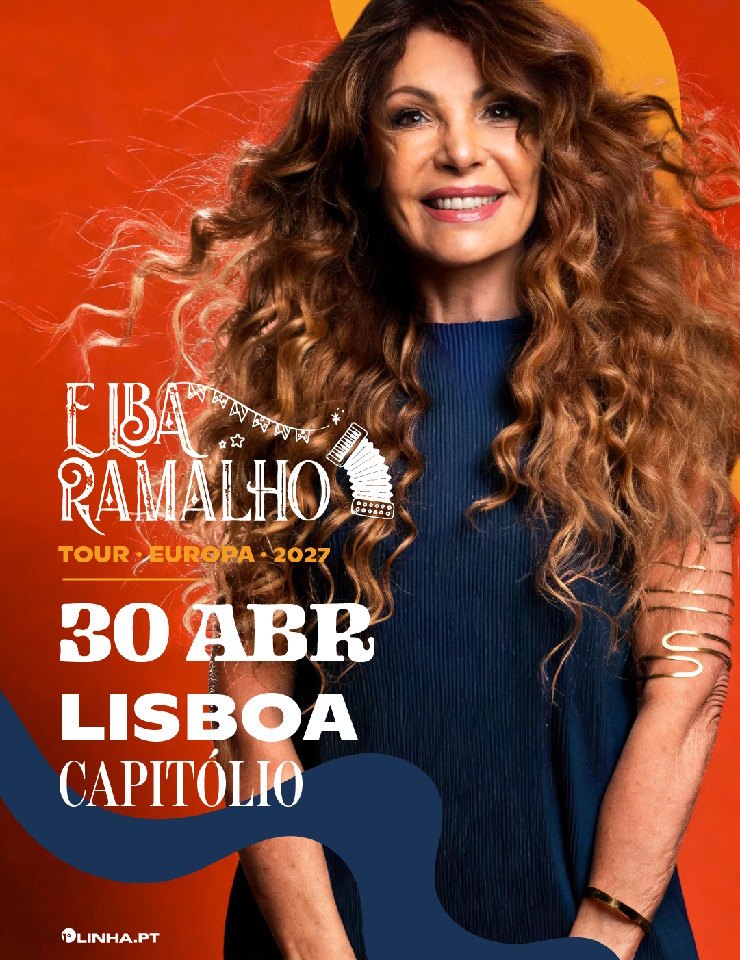 ELBA
RAMALHO
TOUR · EUROPA · 2027
30 ABR
LISBOA
CAPITÓLIO
LINHA.PT